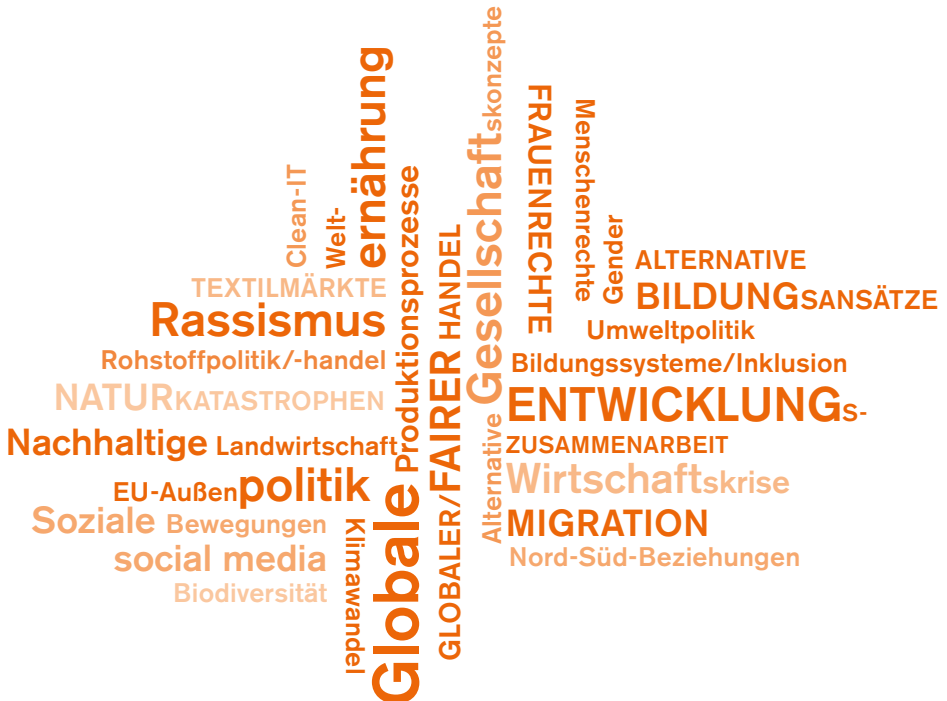 Clean-IT
Welt-
ernährung
TEXTILMÄRKTE
Rassismus
Rohstoffpolitik/-handel
NATURKATASTROPHEN
Nachhaltige Landwirtschaft
EU-Außenpolitik
Soziale Bewegungen
social media
Biodiversität
Klimawandel
Globale Produktionsprozesse
GLOBALER/FAIRER HANDEL
Alternative Gesellschaftskonzepte
FRAUENRECHTE
Menschenrechte
Gender
ALTERNATIVE
BILDUNGSANSÄTZE
Umweltpolitik
Bildungssysteme/Inklusion
ENTWICKLUNGS-
ZUSAMMENARBEIT
Wirtschaftskrise
MIGRATION
Nord-Süd-Beziehungen